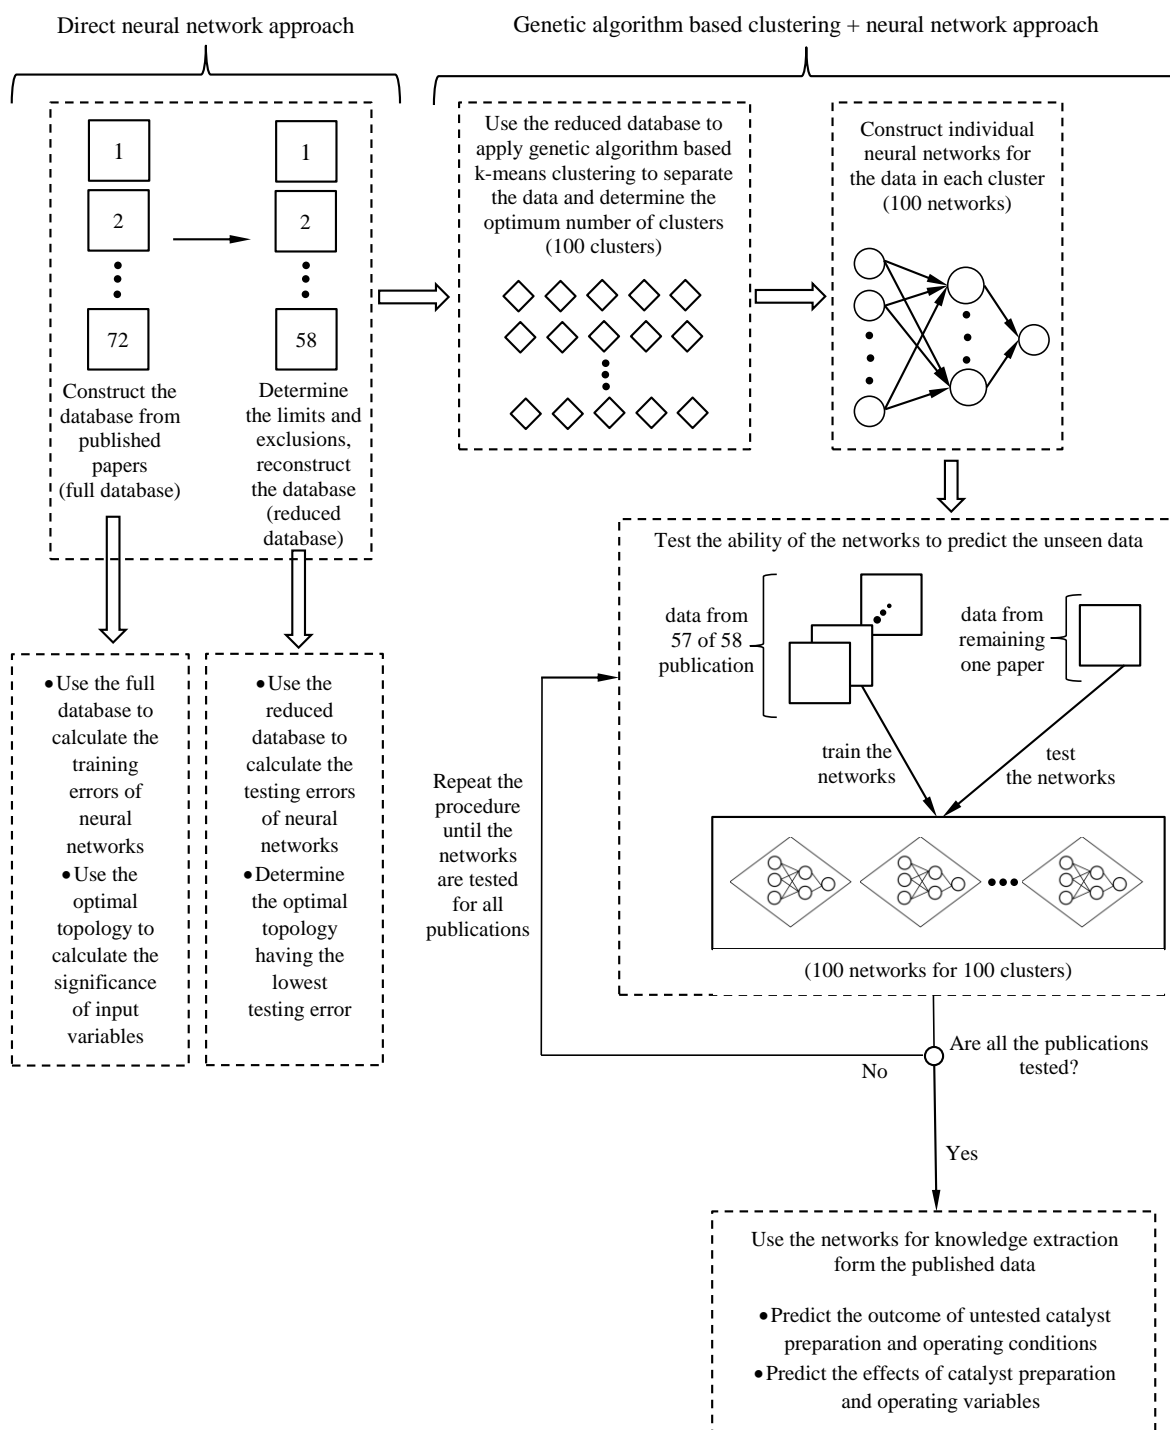 Direct neural network approach
Genetic algorithm based clustering + neural network approach
1
2
72
Construct the
database from
published
papers
(full database)
1
2
58
Determine
the limits and
exclusions,
reconstruct
the database
(reduced
database)
Use the reduced database to
apply genetic algorithm based
k-means clustering to separate
the data and determine the
optimum number of clusters
(100 clusters)
Construct individual
neural networks for
the data in each cluster
(100 networks)
•Use the full
database to
calculate the
training
errors of
neural
networks
•Use the
optimal
topology to
calculate the
significance
of input
variables
•Use the
reduced
database to
calculate the
testing errors
of neural
networks
•Determine
the optimal
topology
having the
lowest
testing error
Test the ability of the networks to predict the unseen data
data from
57 of 58
publication
data from
remaining
one paper
train the
networks
test
the networks
(100 networks for 100 clusters)
Repeat the
procedure
until the
networks
are tested
for all
publications
Are all the publications
tested?
No
Yes
Use the networks for knowledge extraction
form the published data
•Predict the outcome of untested catalyst
preparation and operating conditions
•Predict the effects of catalyst preparation
and operating variables